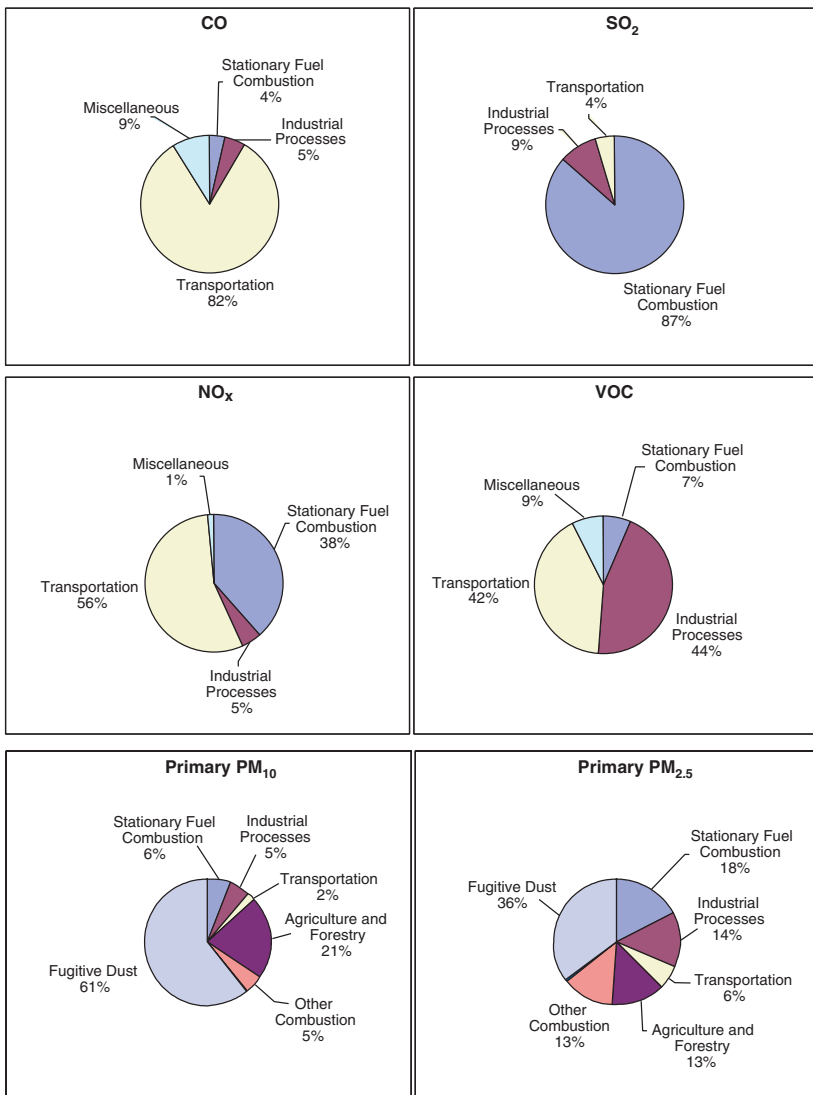 CO
Stationary Fuel
Combustion
4%
Miscellaneous
9%
Industrial
Processes
5%
Transportation
82%
SO₂
Transportation
4%
Industrial
Processes
9%
Stationary Fuel
Combustion
87%
NOₓ
Miscellaneous
1%
Stationary Fuel
Combustion
38%
Transportation
56%
Industrial
Processes
5%
VOC
Stationary Fuel
Combustion
7%
Miscellaneous
9%
Transportation
42%
Industrial
Processes
44%
Primary PM₁₀
Stationary Fuel
Combustion
6%
Industrial
Processes
5%
Transportation
2%
Agriculture and
Forestry
21%
Fugitive Dust
61%
Other
Combustion
5%
Primary PM₂.₅
Stationary Fuel
Combustion
18%
Fugitive Dust
36%
Industrial
Processes
14%
Transportation
6%
Other
Combustion
13%
Agriculture and
Forestry
13%